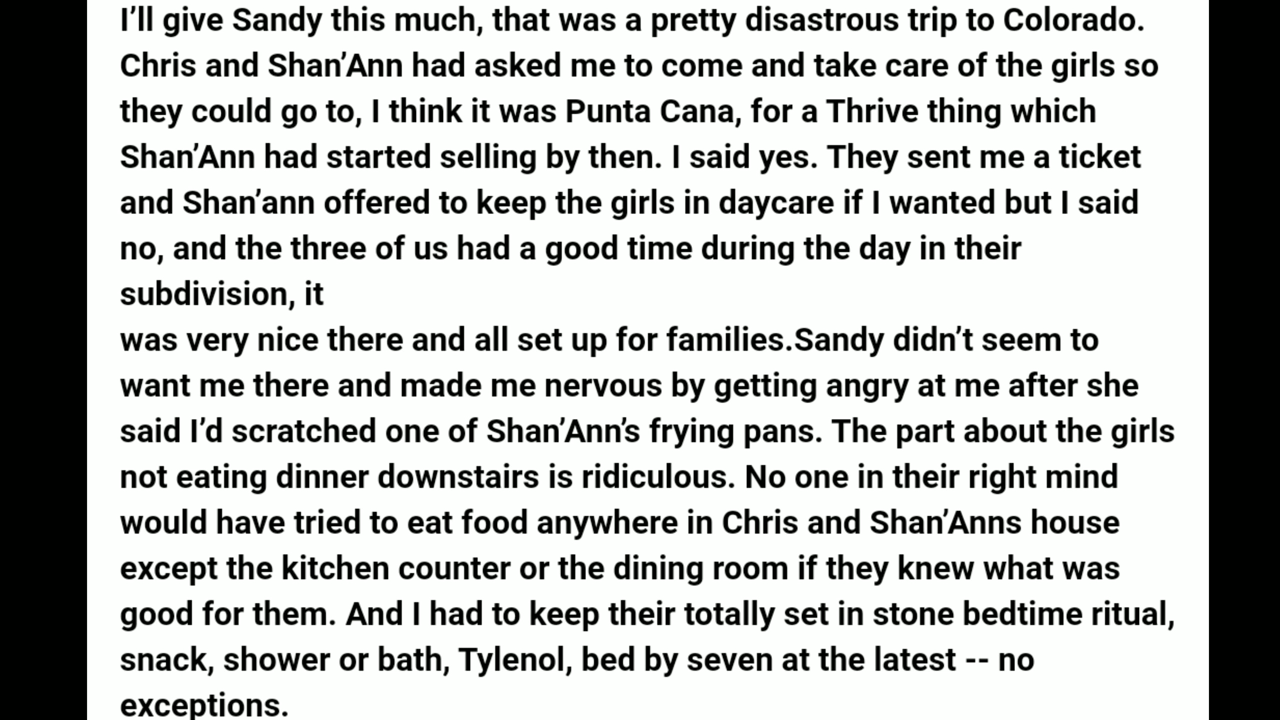 I’ll give Sandy this much, that was a pretty disastrous trip to Colorado.
Chris and Shan’Ann had asked me to come and take care of the girls so
they could go to, I think it was Punta Cana, for a Thrive thing which
Shan’Ann had started selling by then. I said yes. They sent me a ticket
and Shan’ann offered to keep the girls in daycare if I wanted but I said
no, and the three of us had a good time during the day in their
subdivision, it
was very nice there and all set up for families.Sandy didn’t seem to
want me there and made me nervous by getting angry at me after she
said I’d scratched one of Shan’Ann’s frying pans. The part about the girls
not eating dinner downstairs is ridiculous. No one in their right mind
would have tried to eat food anywhere in Chris and Shan’Anns house
except the kitchen counter or the dining room if they knew what was
good for them. And I had to keep their totally set in stone bedtime ritual,
snack, shower or bath, Tylenol, bed by seven at the latest -- no
exceptions.